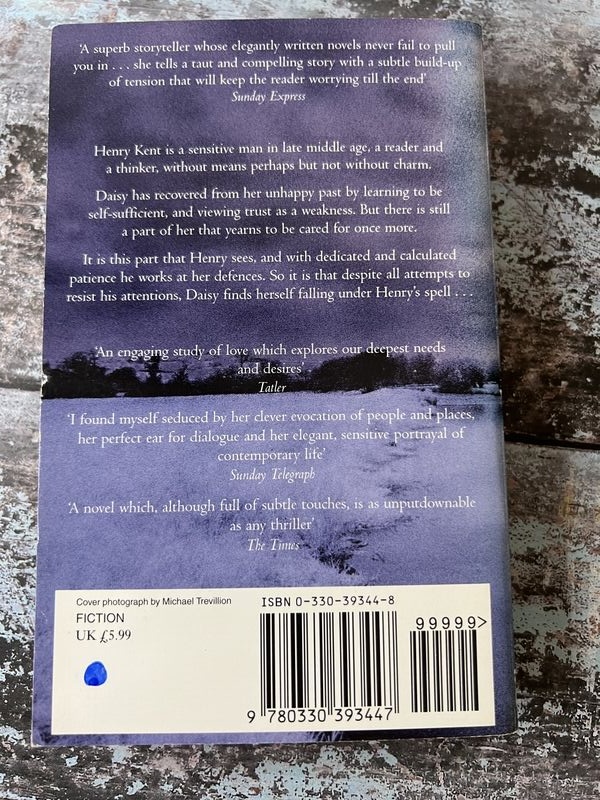 ‘A superb storyteller whose elegantly written novels never fail to pull
you in . . . she tells a taut and compelling story with a subtle build-up
of tension that will keep the reader worrying till the end’
Sunday Express
Henry Kent is a sensitive man in late middle age, a reader and
a thinker, without means perhaps but not without charm.
Daisy has recovered from her unhappy past by learning to be
self-sufficient, and viewing trust as a weakness. But there is still
a part of her that yearns to be cared for once more.
It is this part that Henry sees, and with dedicated and calculated
patience he works at her defences. So it is that despite all attempts to
resist his attentions, Daisy finds herself falling under Henry’s spell . . .
‘An engaging study of love which explores our deepest needs
and desires’
Tatler
‘I found myself seduced by her clever evocation of people and places,
her perfect ear for dialogue and her elegant, sensitive portrayal of
contemporary life’
Sunday Telegraph
‘A novel which, although full of subtle touches, is as unputdownable
as any thriller’
The Times
Cover photograph by Michael Trevillion
FICTION
UK £5.99
ISBN 0-330-39344-8
99999>
9 780330 393447